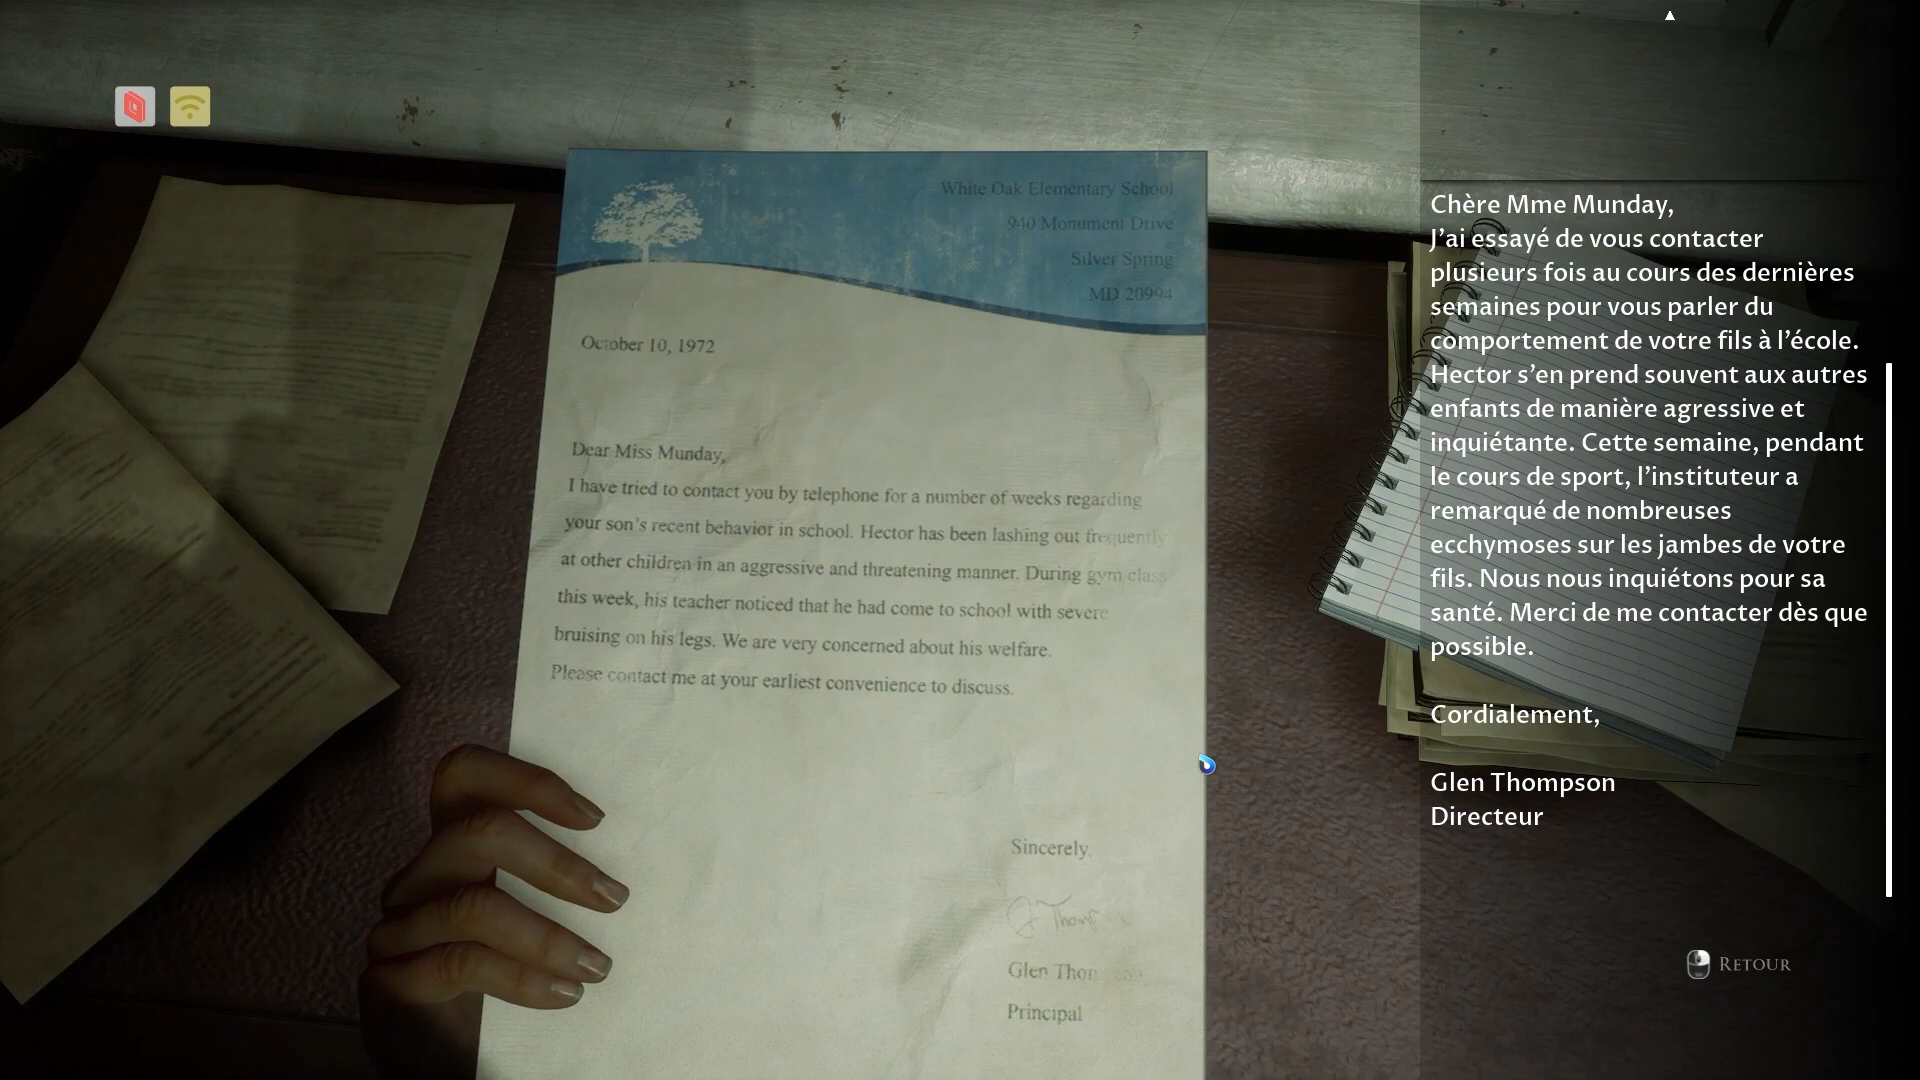 White Oak Elementary School
940 Monument Drive
Silver Spring
MD 20994
October 10, 1972
Dear Miss Munday,
I have tried to contact you by telephone for a number of weeks regarding
your son's recent behavior in school. Hector has been lashing out frequently
at other children in an aggressive and threatening manner. During gym class
this week, his teacher noticed that he had come to school with severe
bruising on his legs. We are very concerned about his welfare.
Please contact me at your earliest convenience to discuss.
Sincerely,
Glen
Principal
Chère Mme Munday,
J'ai essayé de vous contacter
plusieurs fois au cours des dernières
semaines pour vous parler du
comportement de votre fils à l'école.
Hector s'en prend souvent aux autres
enfants de manière agressive et
inquiétante. Cette semaine, pendant
le cours de sport, l'instituteur a
remarqué de nombreuses
ecchymoses sur les jambes de votre
fils. Nous nous inquiétons pour sa
santé. Merci de me contacter dès que
possible.
Cordialement,
Glen Thompson
Directeur
Retour